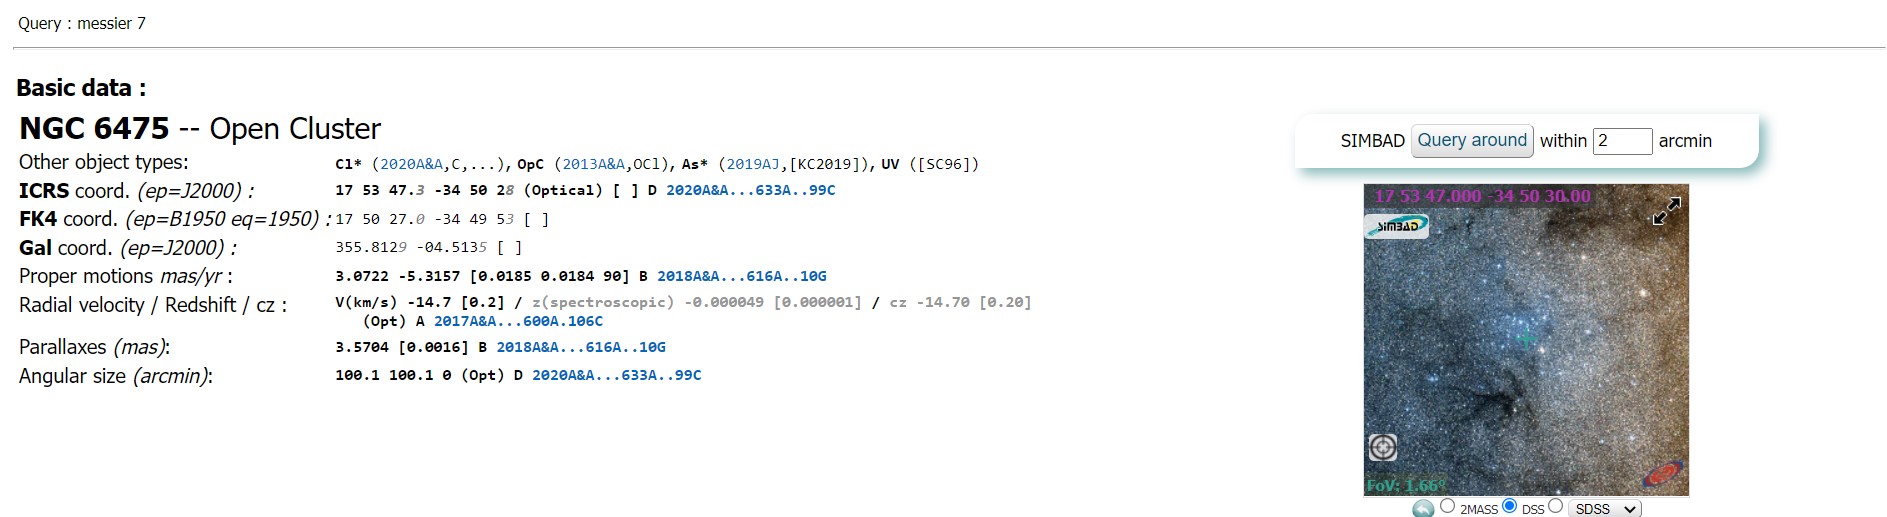 Query : messier 7
Basic data :
NGC 6475 -- Open Cluster
Other object types: Cl* (2020A&A,C,...), OpC (2013A&A,OCl), As* (2019AJ,[KC2019]), UV ([SC96])
ICRS coord. (ep=J2000) : 17 53 47.3 -34 50 28 (Optical) [ ] D 2020A&A...633A..99C
FK4 coord. (ep=B1950 eq=1950) : 17 50 27.0 -34 49 53 [ ]
Gal coord. (ep=J2000) : 355.8129 -04.5135 [ ]
Proper motions mas/yr : 3.0722 -5.3157 [0.0185 0.0184 90] B 2018A&A...616A..10G
Radial velocity / Redshift / cz : V(km/s) -14.7 [0.2] / z(spectroscopic) -0.000049 [0.000001] / cz -14.70 [0.20]
(Opt) A 2017A&A...600A.106C
Parallaxes (mas): 3.5704 [0.0016] B 2018A&A...616A..10G
Angular size (arcmin): 100.1 100.1 0 (Opt) D 2020A&A...633A..99C
SIMBAD Query around within 2 arcmin
17 53 47.000 -34 50 30.00
SIMBAD
FoV: 1.66°
2MASS DSS SDSS